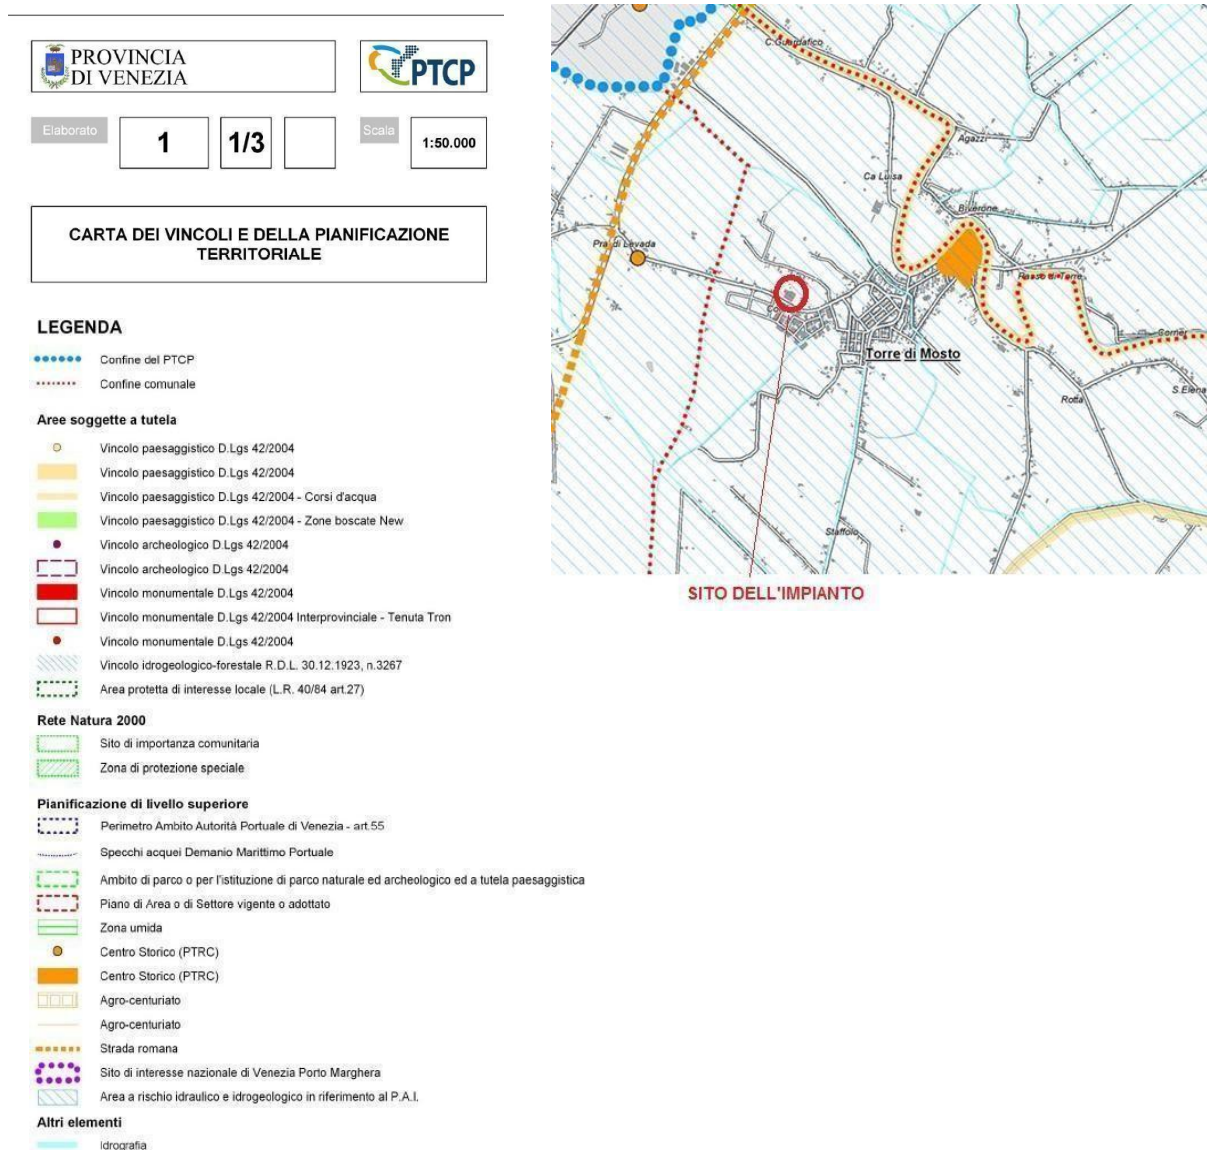 PROVINCIA
DI VENEZIA
PTCP
Elaborato
1
1/3
Scala
1:50.000
CARTA DEI VINCOLI E DELLA PIANIFICAZIONE
TERRITORIALE
LEGENDA
Confine del PTCP
Confine comunale
Aree soggette a tutela
Vincolo paesaggistico D.Lgs 42/2004
Vincolo paesaggistico D.Lgs 42/2004
Vincolo paesaggistico D.Lgs 42/2004 - Corsi d'acqua
Vincolo paesaggistico D.Lgs 42/2004 - Zone boscate New
Vincolo archeologico D.Lgs 42/2004
Vincolo archeologico D.Lgs 42/2004
Vincolo monumentale D.Lgs 42/2004
Vincolo monumentale D.Lgs 42/2004 Interprovinciale - Tenuta Tron
Vincolo monumentale D.Lgs 42/2004
Vincolo idrogeologico-forestale R.D.L. 30.12.1923, n.3267
Area protetta di interesse locale (L.R. 40/84 art.27)
Rete Natura 2000
Sito di importanza comunitaria
Zona di protezione speciale
Pianificazione di livello superiore
Perimetro Ambito Autorità Portuale di Venezia - art.55
Specchi acquei Demanio Marittimo Portuale
Ambito di parco o per l'istituzione di parco naturale ed archeologico ed a tutela paesaggistica
Piano di Area o di Settore vigente o adottato
Zona umida
Centro Storico (PTRC)
Centro Storico (PTRC)
Agro-centuriato
Agro-centuriato
Strada romana
Sito di interesse nazionale di Venezia Porto Marghera
Area a rischio idraulico e idrogeologico in riferimento al P.A.I.
Altri elementi
Idrografia
C.Guardafico
Agazzi
Ca Luisa
Biverone
Pra di Levada
Passo di Torre
Corner
Torre di Mosto
S.Elena
Rotta
Staffolo
SITO DELL'IMPIANTO